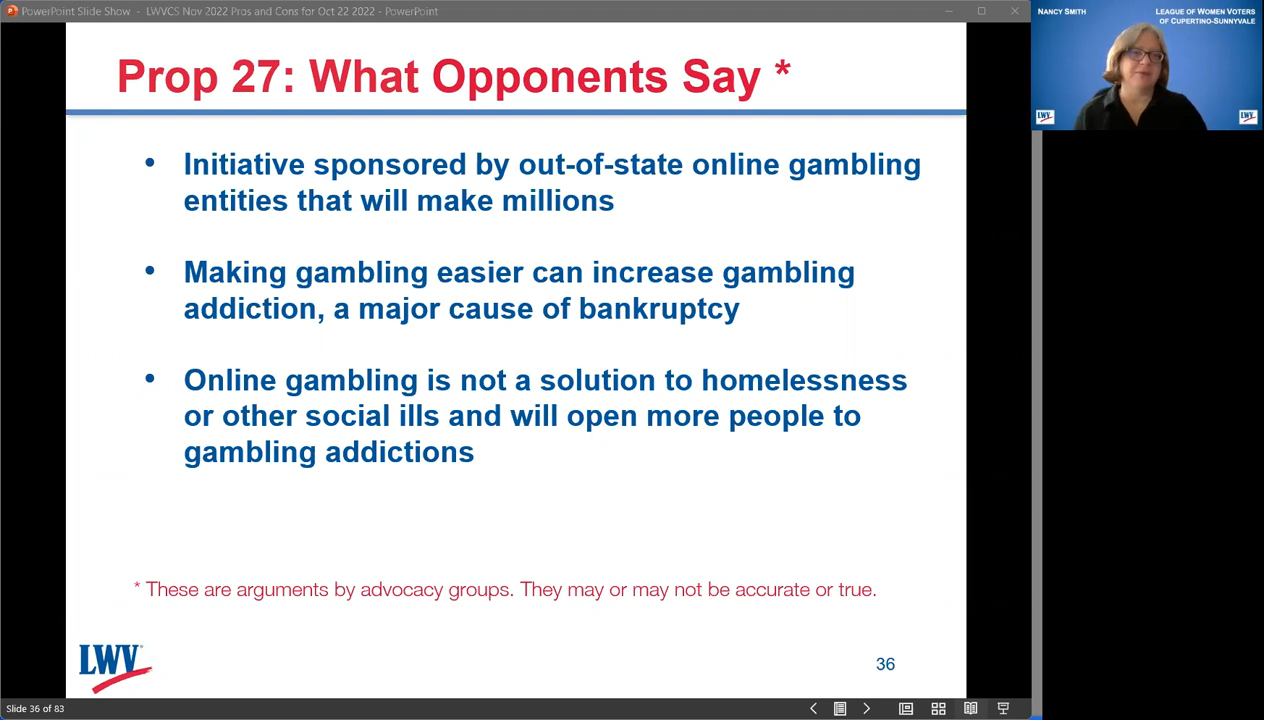 PowerPoint Slide Show - LWVCS Nov 2022 Pros and Cons for Oct 22 2022 - PowerPoint
Prop 27: What Opponents Say *
• Initiative sponsored by out-of-state online gambling
entities that will make millions
• Making gambling easier can increase gambling
addiction, a major cause of bankruptcy
• Online gambling is not a solution to homelessness
or other social ills and will open more people to
gambling addictions
* These are arguments by advocacy groups. They may or may not be accurate or true.
LWV
36
Slide 36 of 83
Nancy Smith
League of Women Voters
of Cupertino-Sunnyvale
LWV
LWV